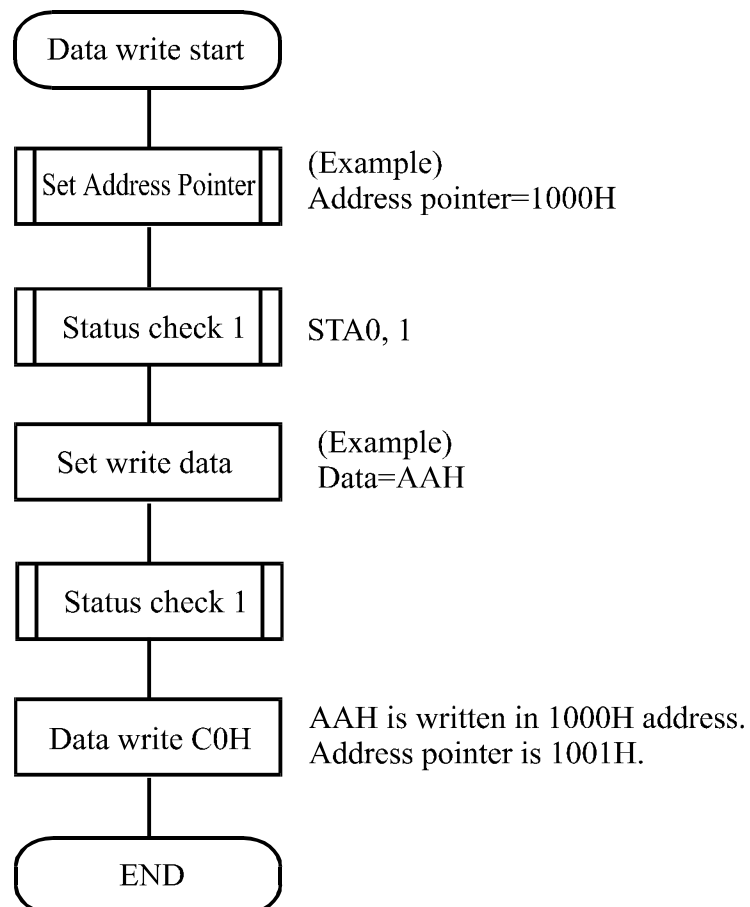 Data write start
Set Address Pointer
(Example)
Address pointer=1000H
Status check 1
STA0, 1
Set write data
(Example)
Data=AAH
Status check 1
Data write C0H
AAH is written in 1000H address.
Address pointer is 1001H.
END